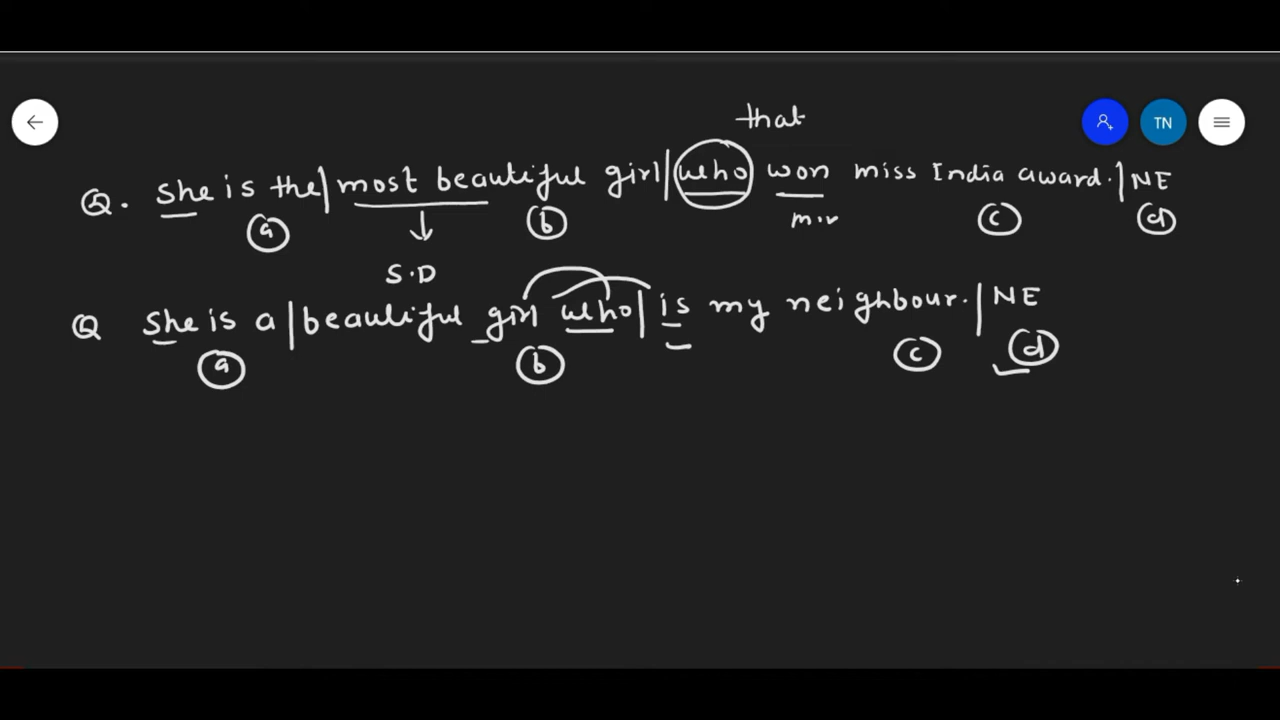 that
TN
Q. She is the | most beautiful girl | who won miss India award. | NE
a b m.v c d
S.D
Q She is a | beautiful girl who | is my neighbour. | NE
a b c d